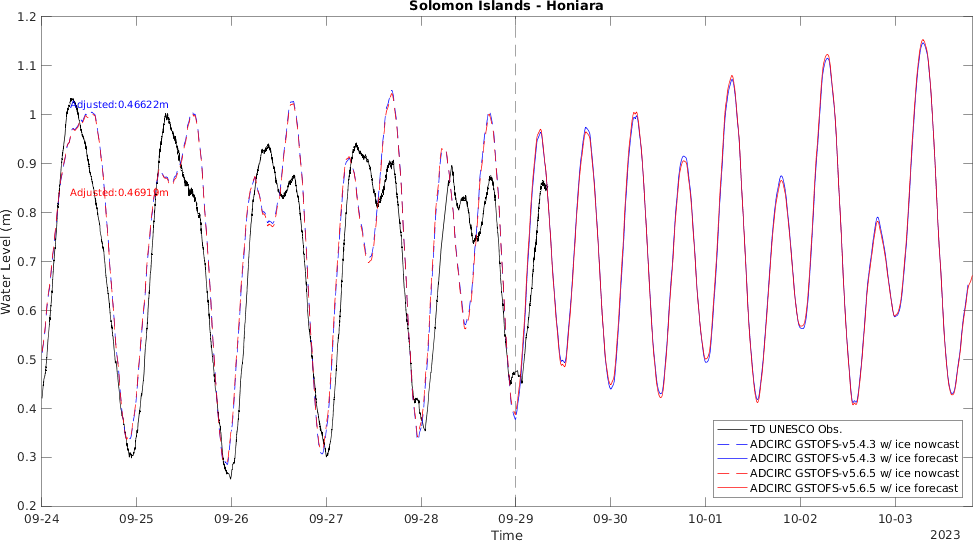 Solomon Islands - Honiara
1.2
1.1
1
0.9
0.8
0.7
0.6
0.5
0.4
0.3
0.2
Water Level (m)
Adjusted:0.46622m
Adjusted:0.46919m
TD UNESCO Obs.
ADCIRC GSTOFS-v5.4.3 w/ ice nowcast
ADCIRC GSTOFS-v5.4.3 w/ ice forecast
ADCIRC GSTOFS-v5.6.5 w/ ice nowcast
ADCIRC GSTOFS-v5.6.5 w/ ice forecast
09-24 09-25 09-26 09-27 09-28 09-29 09-30 10-01 10-02 10-03
Time
2023